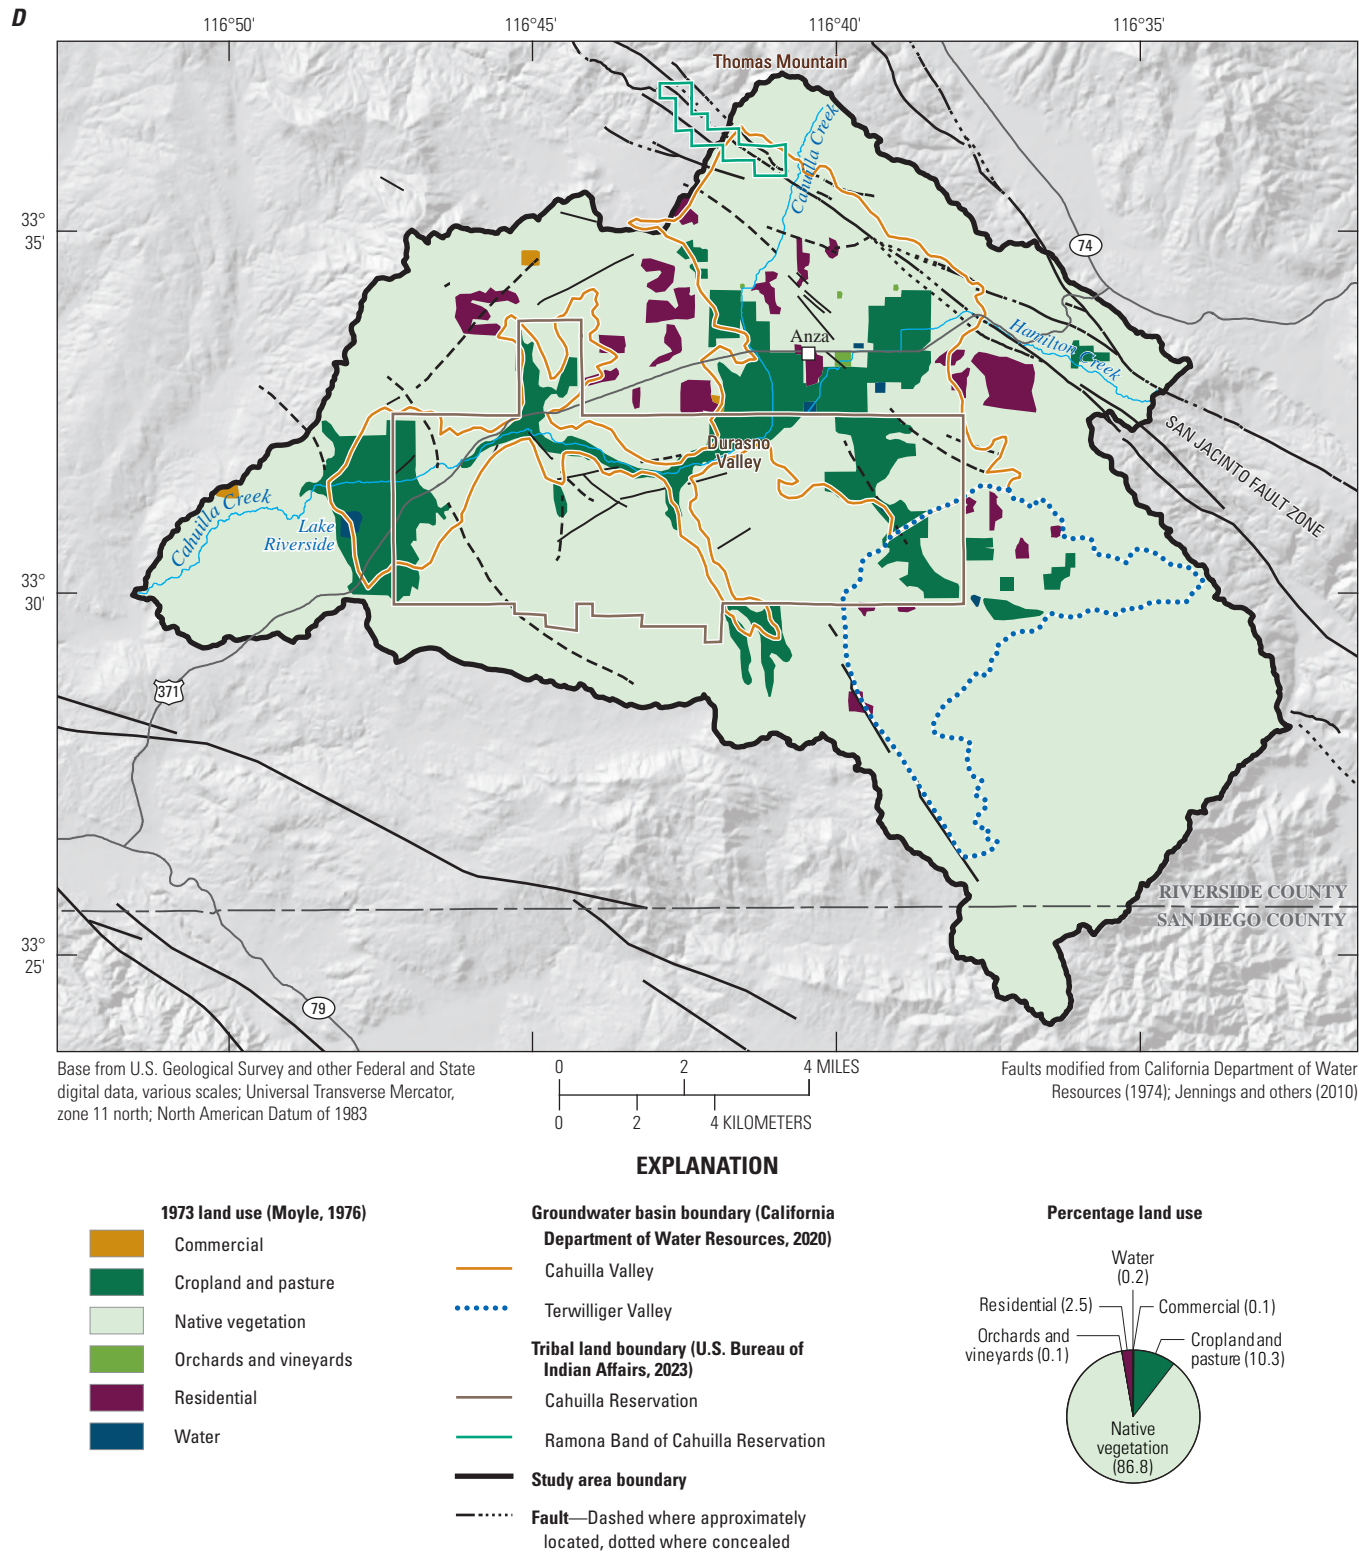 D
116°50'
116°45'
116°40'
116°35'
Thomas Mountain
Cahuilla Creek
33°
35'
74
Anza
Hamilton Creek
Durasno
Valley
SAN JACINTO FAULT ZONE
Cahuilla Creek
Lake
Riverside
33°
30'
371
RIVERSIDE COUNTY
SAN DIEGO COUNTY
33°
25'
79
Base from U.S. Geological Survey and other Federal and State
digital data, various scales; Universal Transverse Mercator,
zone 11 north; North American Datum of 1983
0 2 4 MILES
0 2 4 KILOMETERS
Faults modified from California Department of Water
Resources (1974); Jennings and others (2010)
EXPLANATION
1973 land use (Moyle, 1976)
Commercial
Cropland and pasture
Native vegetation
Orchards and vineyards
Residential
Water
Groundwater basin boundary (California
Department of Water Resources, 2020)
Cahuilla Valley
Terwilliger Valley
Tribal land boundary (U.S. Bureau of
Indian Affairs, 2023)
Cahuilla Reservation
Ramona Band of Cahuilla Reservation
Study area boundary
Fault—Dashed where approximately
located, dotted where concealed
Percentage land use
Water
(0.2)
Residential (2.5)
Commercial (0.1)
Orchards and
vineyards (0.1)
Cropland and
pasture (10.3)
Native
vegetation
(86.8)